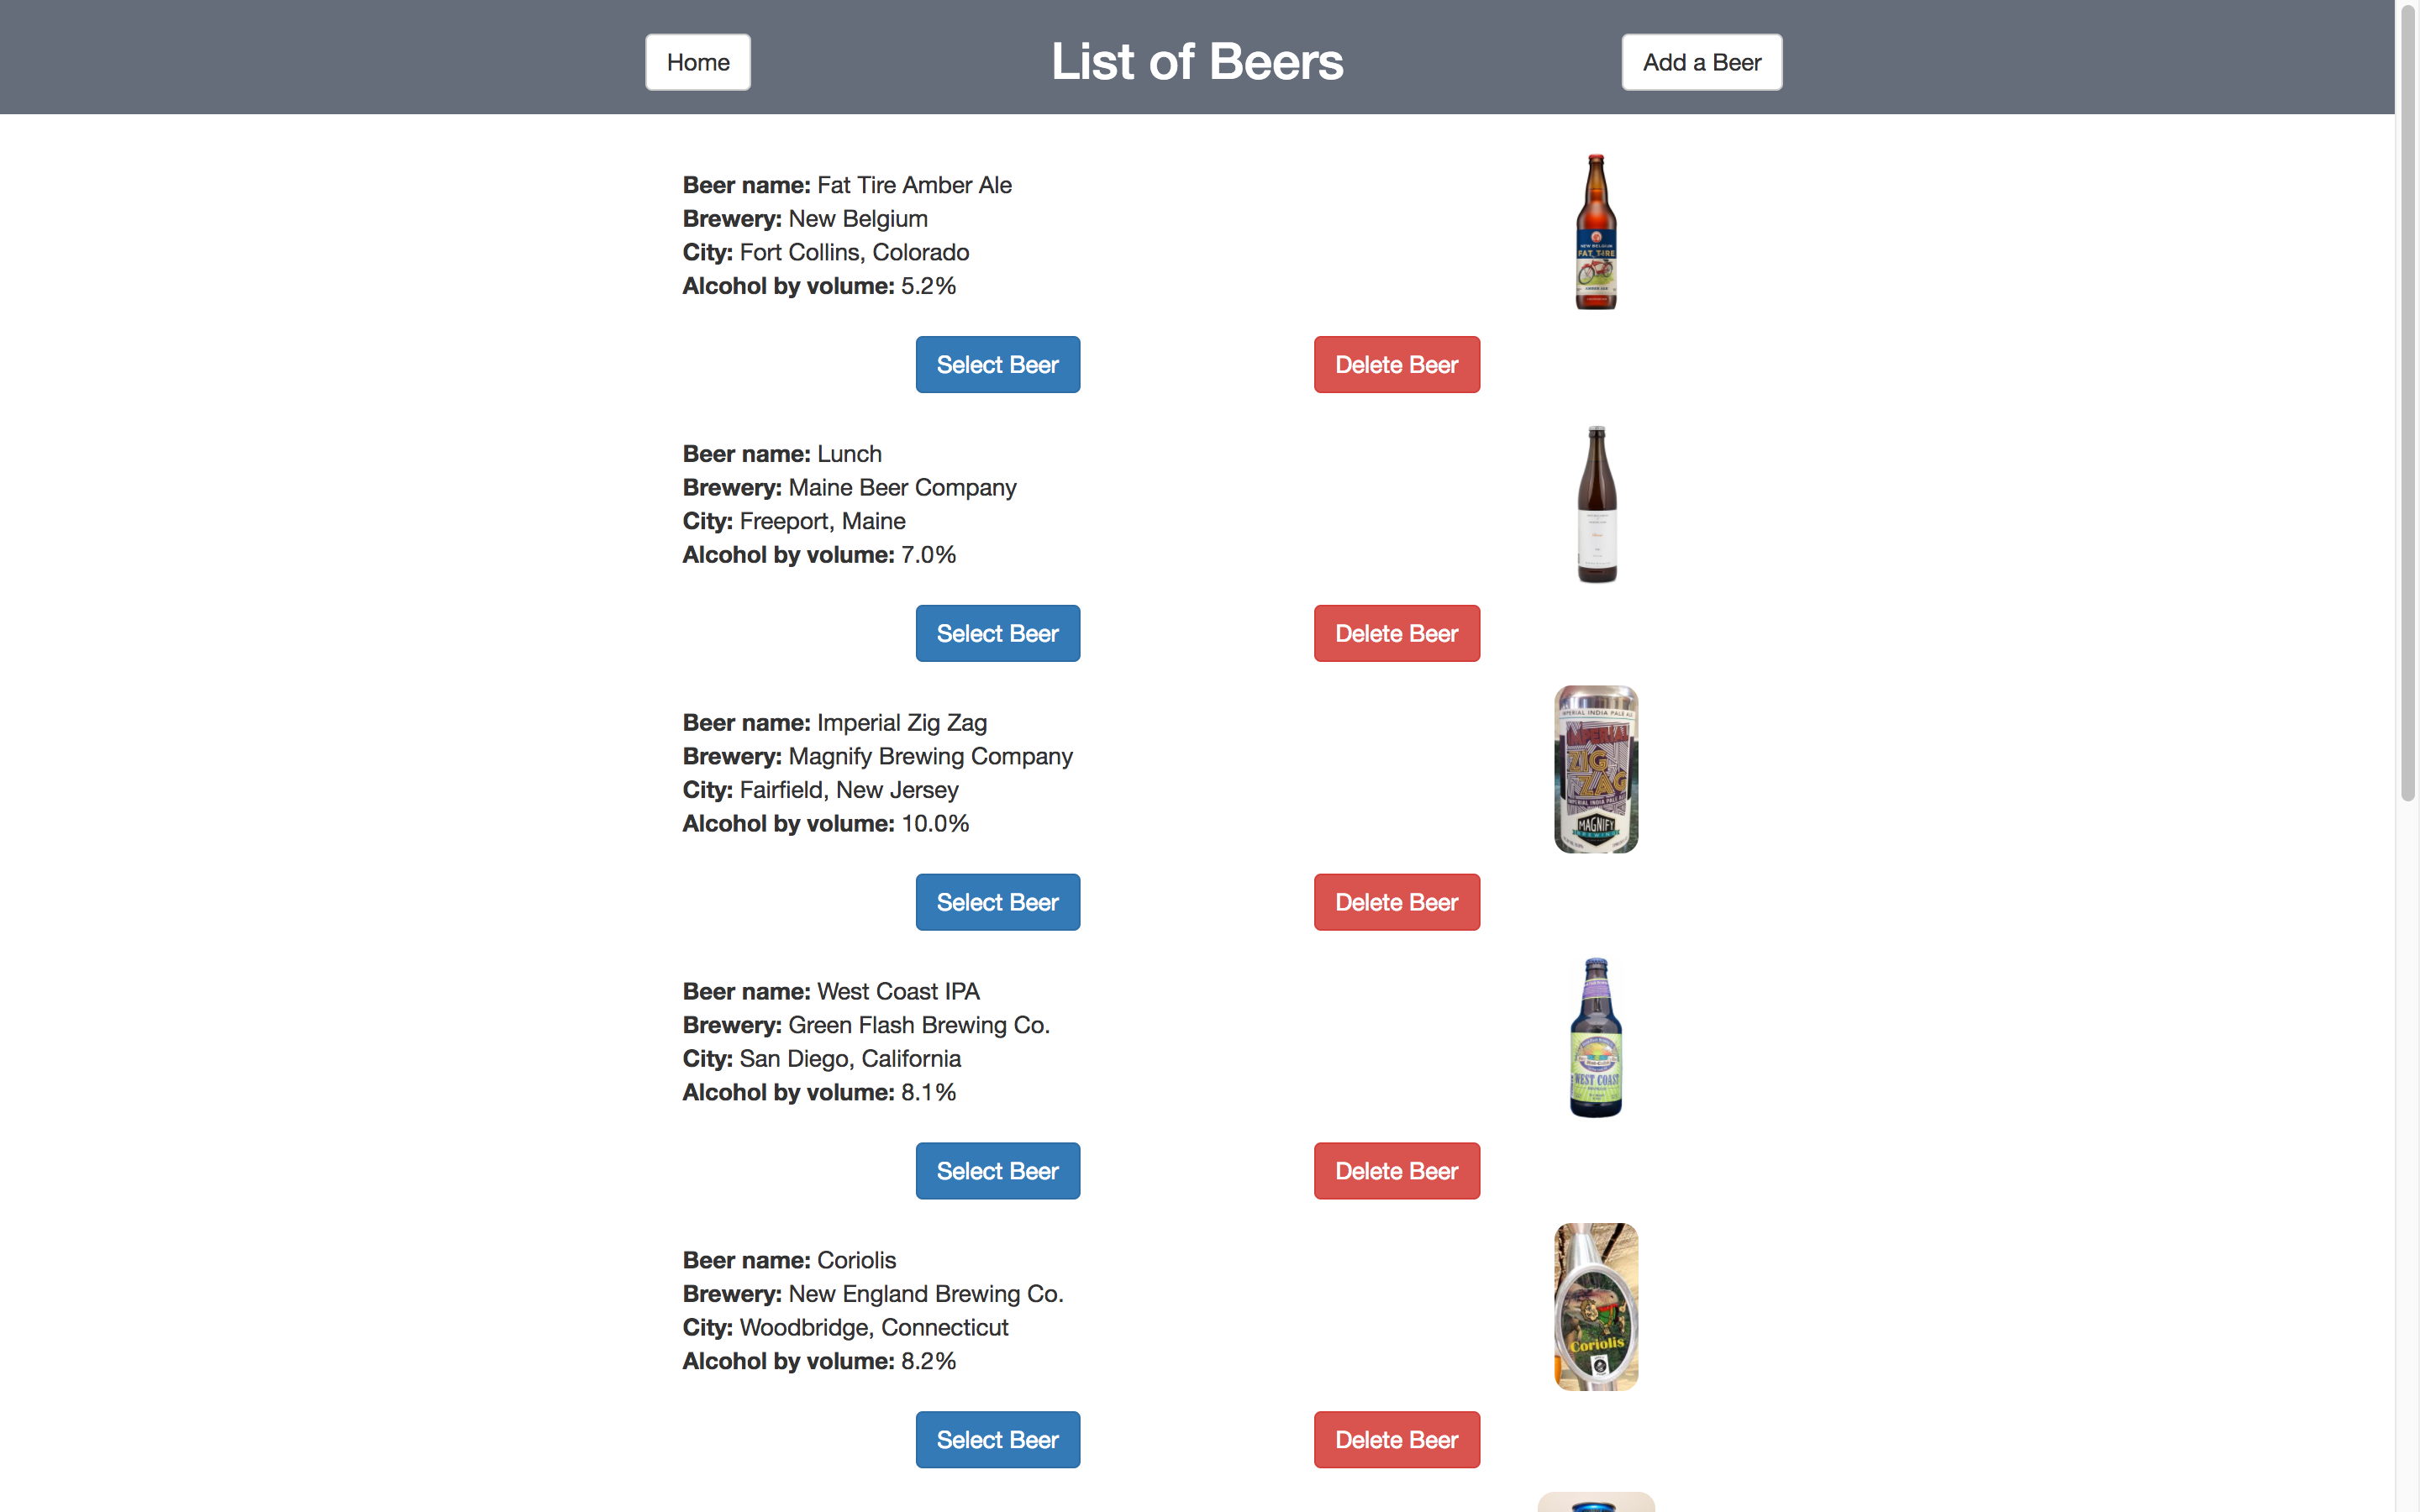 Home
List of Beers
Add a Beer
Beer name: Fat Tire Amber Ale
Brewery: New Belgium
City: Fort Collins, Colorado
Alcohol by volume: 5.2%
NEW BELGIUM
FAT TIRE
AMBER ALE
Select Beer
Delete Beer
Beer name: Lunch
Brewery: Maine Beer Company
City: Freeport, Maine
Alcohol by volume: 7.0%
Select Beer
Delete Beer
Beer name: Imperial Zig Zag
Brewery: Magnify Brewing Company
City: Fairfield, New Jersey
Alcohol by volume: 10.0%
IMPERIAL INDIA PALE ALE
IMPERIAL
ZIG
ZAG
IMPERIAL INDIA PALE ALE
MAGNIFY
BREWING
Select Beer
Delete Beer
Beer name: West Coast IPA
Brewery: Green Flash Brewing Co.
City: San Diego, California
Alcohol by volume: 8.1%
WEST COAST
Select Beer
Delete Beer
Beer name: Coriolis
Brewery: New England Brewing Co.
City: Woodbridge, Connecticut
Alcohol by volume: 8.2%
Coriolis
Select Beer
Delete Beer